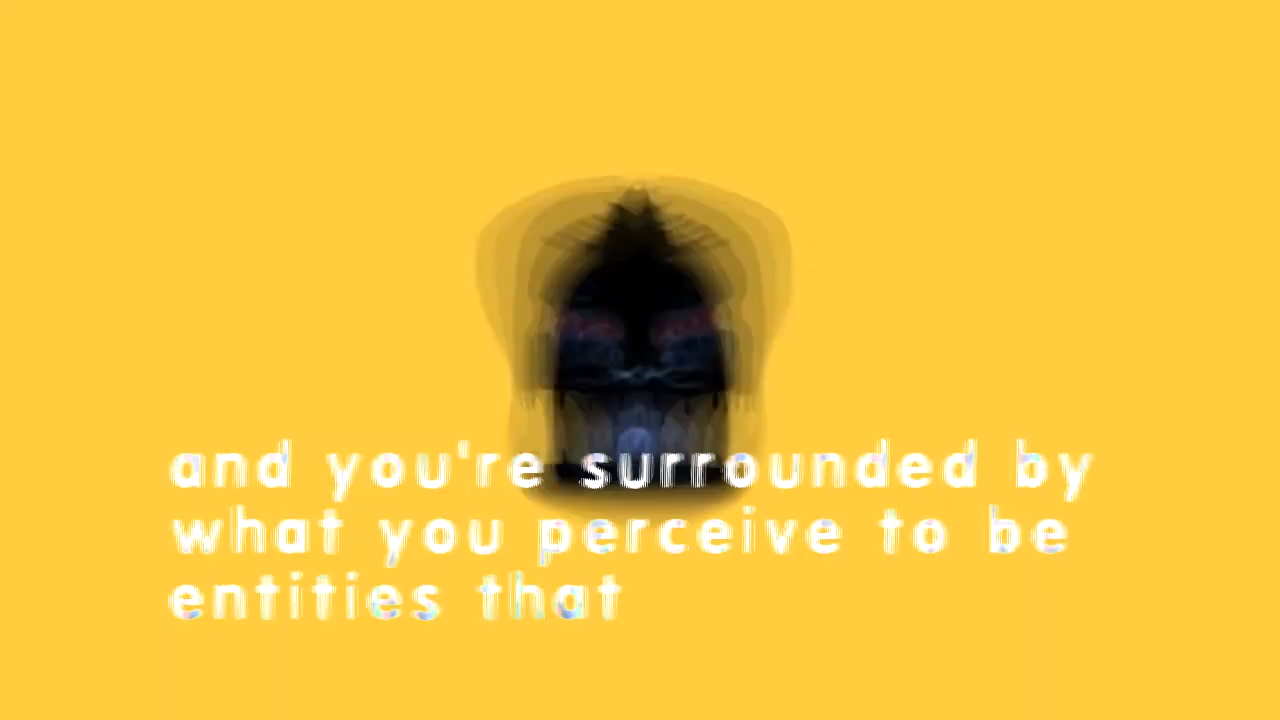 and you're surrounded by
what you perceive to be
entities that